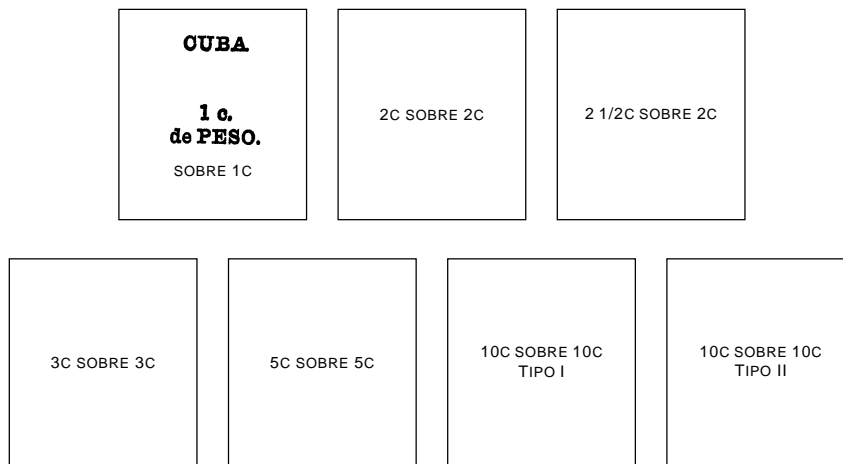 CUBA
1 c.
de PESO.
SOBRE 1C
2C SOBRE 2C
2 1/2C SOBRE 2C
3C SOBRE 3C
5C SOBRE 5C
10C SOBRE 10C
TIPO I
10C SOBRE 10C
TIPO II